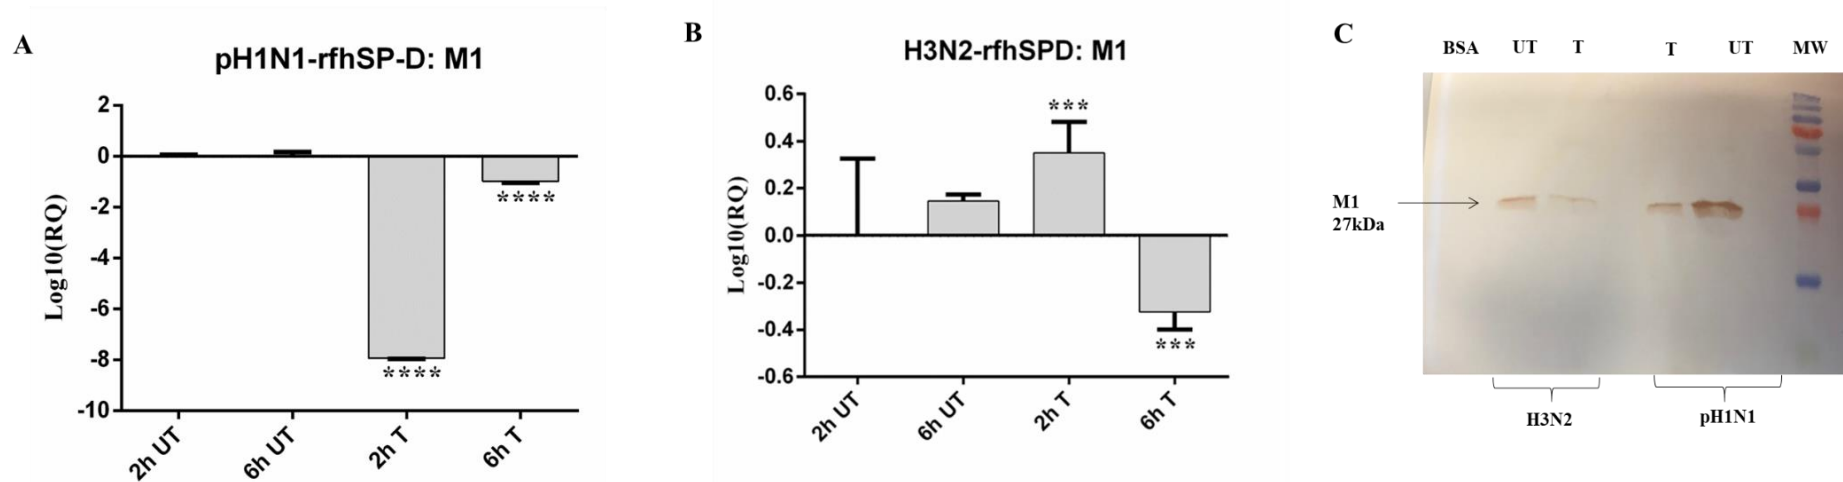 A
pH1N1-rfhSP-D: M1
Log10(RQ)
2
0
-2
-4
-6
-8
-10
****
****
2h UT
6h UT
2h T
6h T
B
H3N2-rfhSPD: M1
Log10(RQ)
0.6
0.4
0.2
0.0
-0.2
-0.4
-0.6
***
***
2h UT
6h UT
2h T
6h T
C
BSA UT T T UT MW
M1
27kDa
H3N2 pH1N1